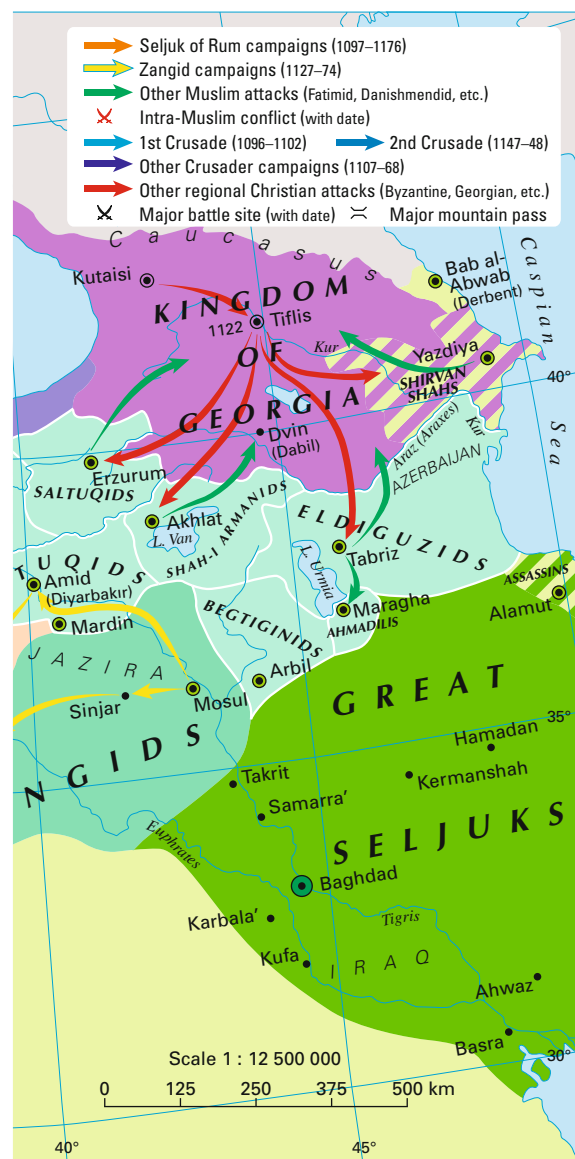 Seljuk of Rum campaigns (1097–1176)
Zangid campaigns (1127–74)
Other Muslim attacks (Fatimid, Danishmendid, etc.)
Intra-Muslim conflict (with date)
1st Crusade (1096–1102) 2nd Crusade (1147–48)
Other Crusader campaigns (1107–68)
Other regional Christian attacks (Byzantine, Georgian, etc.)
Major battle site (with date) Major mountain pass
Caucasus
Caspian Sea
Kutaisi
Bab al-
Abwab
(Derbent)
KINGDOM
OF
GEORGIA
1122
Tiflis
Kur
Yazdiya
SHIRVAN
SHAHS
40°
Dvin
(Dabil)
Araz (Araxes)
Kur
AZERBAIJAN
Erzurum
SALTUQIDS
Akhlat
L. Van
SHAH-I ARMANIDS
ELDIGUZIDS
Tabriz
L. Urmia
TUQIDS
Amid
(Diyarbakır)
Mardin
ASSASSINS
Alamut
Maragha
AHMADILIS
BEGTIGINIDS
Arbil
JAZIRA
Mosul
Sinjar
GREAT
SELJUKS
35°
Hamadan
Kermanshah
NGIDS
Takrit
Samarra’
Euphrates
Baghdad
Tigris
Karbala’
Kufa
IRAQ
Ahwaz
Basra
30°
Scale 1 : 12 500 000
0 125 250 375 500 km
40° 45°